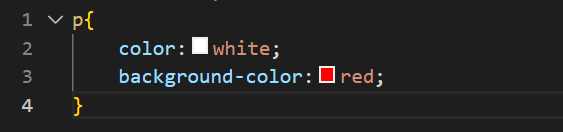 1 p{
2 color: white;
3 background-color: red;
4 }